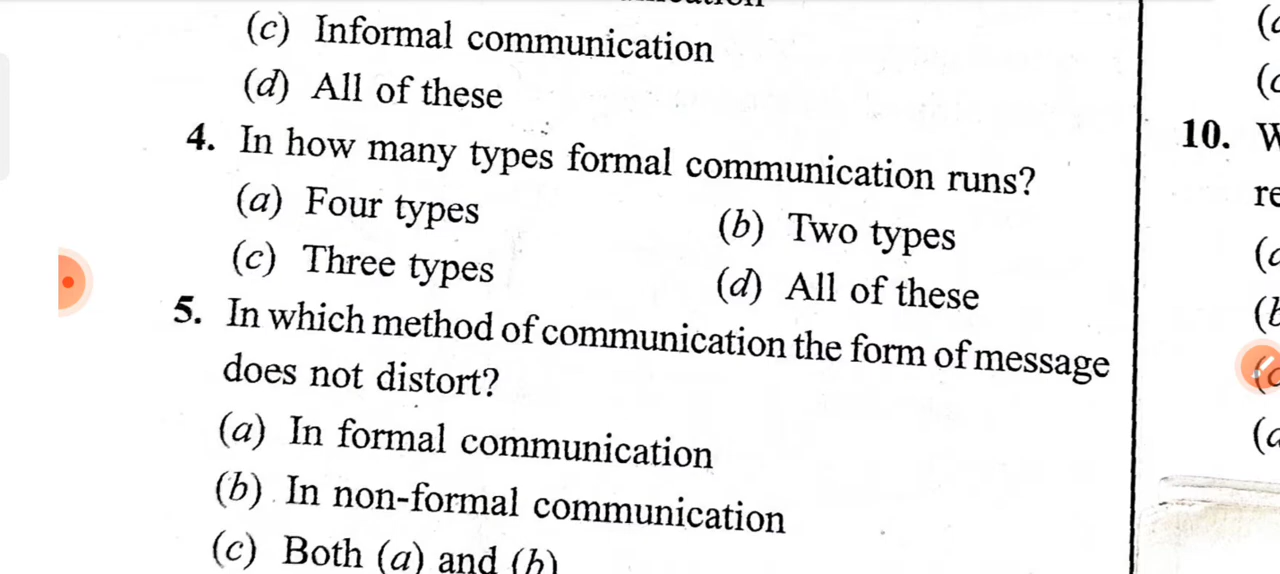 (c) Informal communication
(d) All of these
4. In how many types formal communication runs?
(a) Four types
(b) Two types
(c) Three types
(d) All of these
5. In which method of communication the form of message
does not distort?
(a) In formal communication
(b) In non-formal communication
(c) Both (a) and (b)
10.